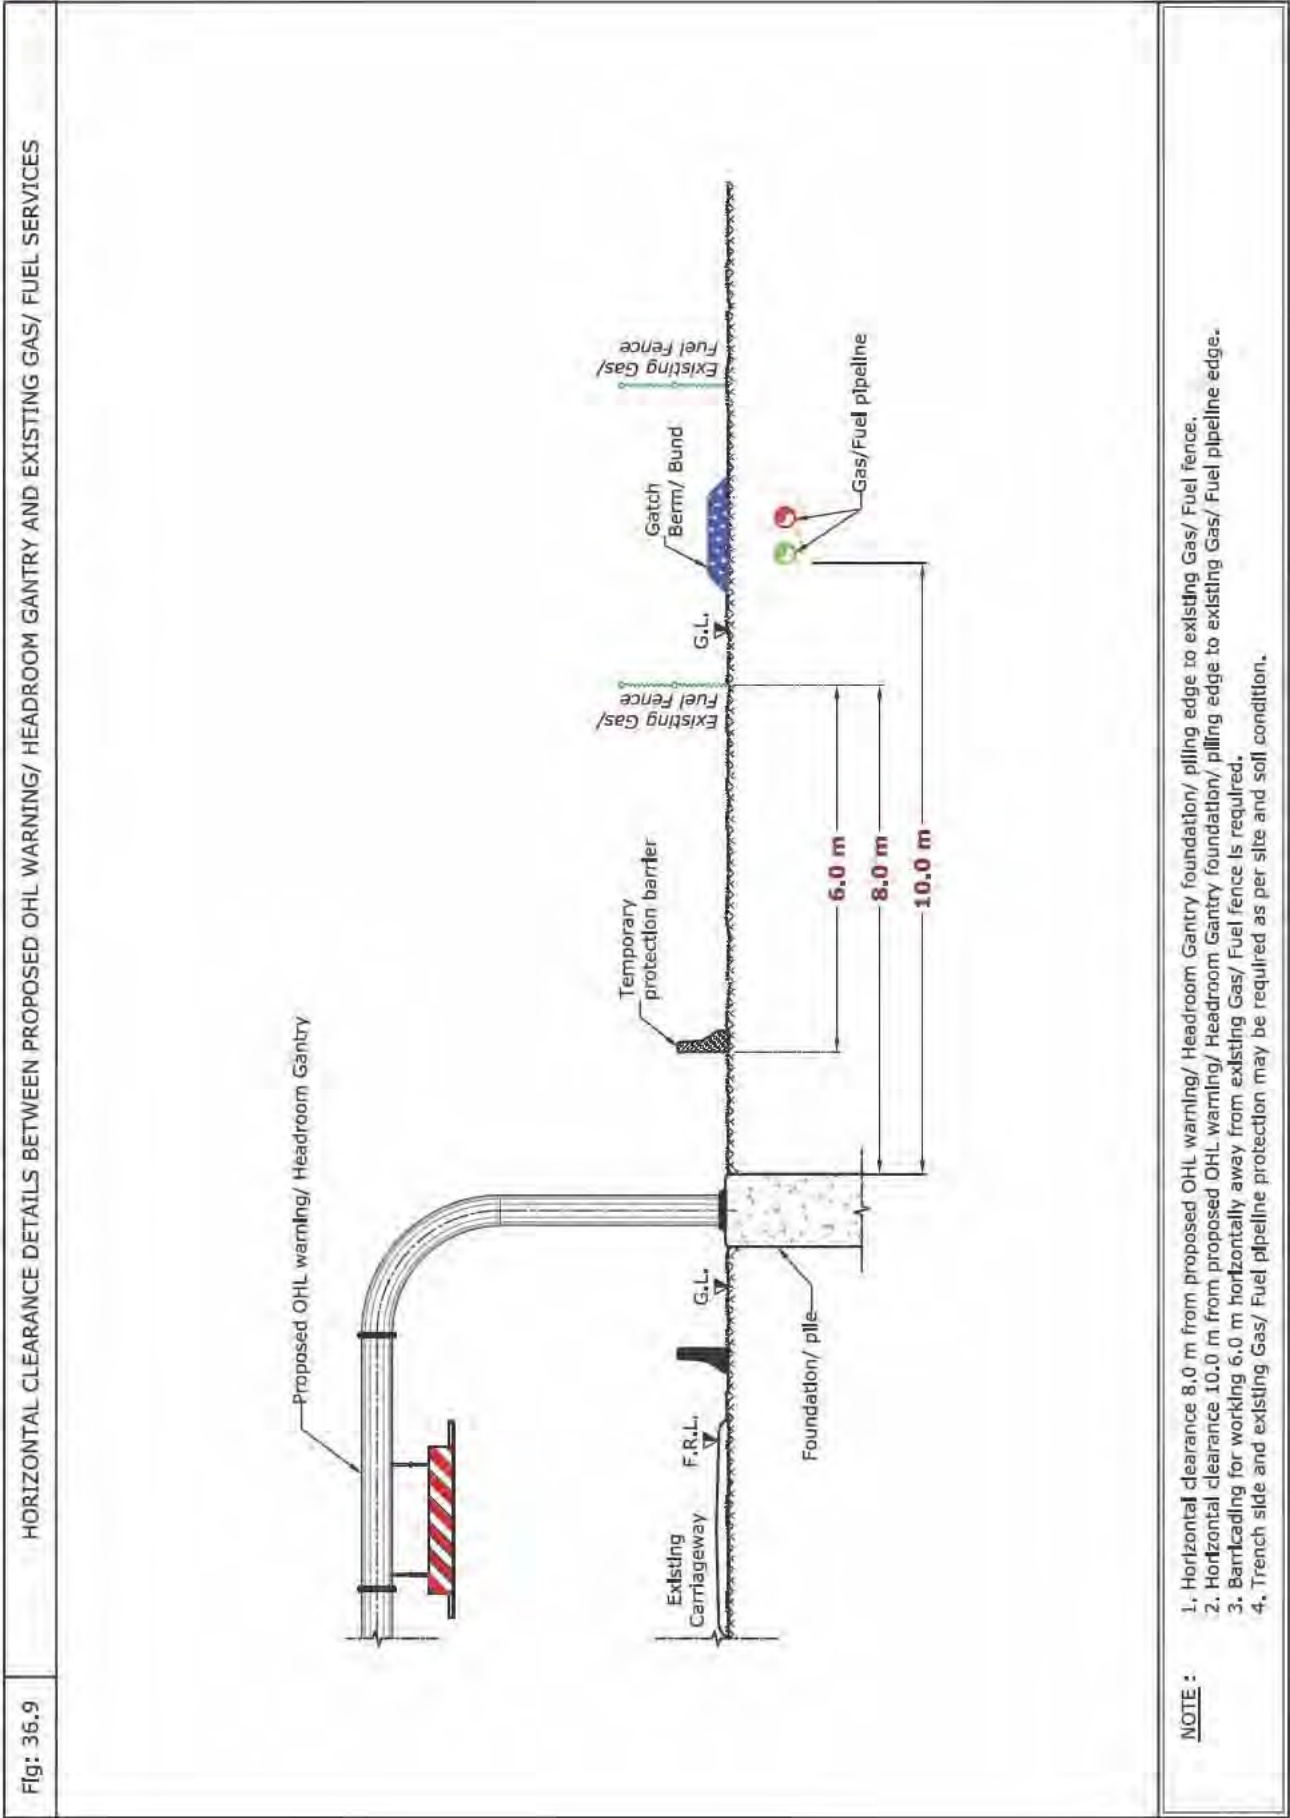 Fig: 36.9
HORIZONTAL CLEARANCE DETAILS BETWEEN PROPOSED OHL WARNING/ HEADROOM GANTRY AND EXISTING GAS/ FUEL SERVICES
Proposed OHL warning/ Headroom Gantry
Existing
Carriageway
F.R.L.
G.L.
Foundation/ pile
Temporary
protection barrier
Existing Gas/
Fuel Fence
G.L.
Gatch
Berm/ Bund
Existing Gas/
Fuel Fence
Gas/Fuel pipeline
6.0 m
8.0 m
10.0 m
NOTE :
1. Horizontal clearance 8.0 m from proposed OHL warning/ Headroom Gantry foundation/ piling edge to existing Gas/ Fuel fence.
2. Horizontal clearance 10.0 m from proposed OHL warning/ Headroom Gantry foundation/ piling edge to existing Gas/ Fuel pipeline edge.
3. Barricading for working 6.0 m horizontally away from existing Gas/ Fuel fence is required.
4. Trench side and existing Gas/ Fuel pipeline protection may be required as per site and soil condition.